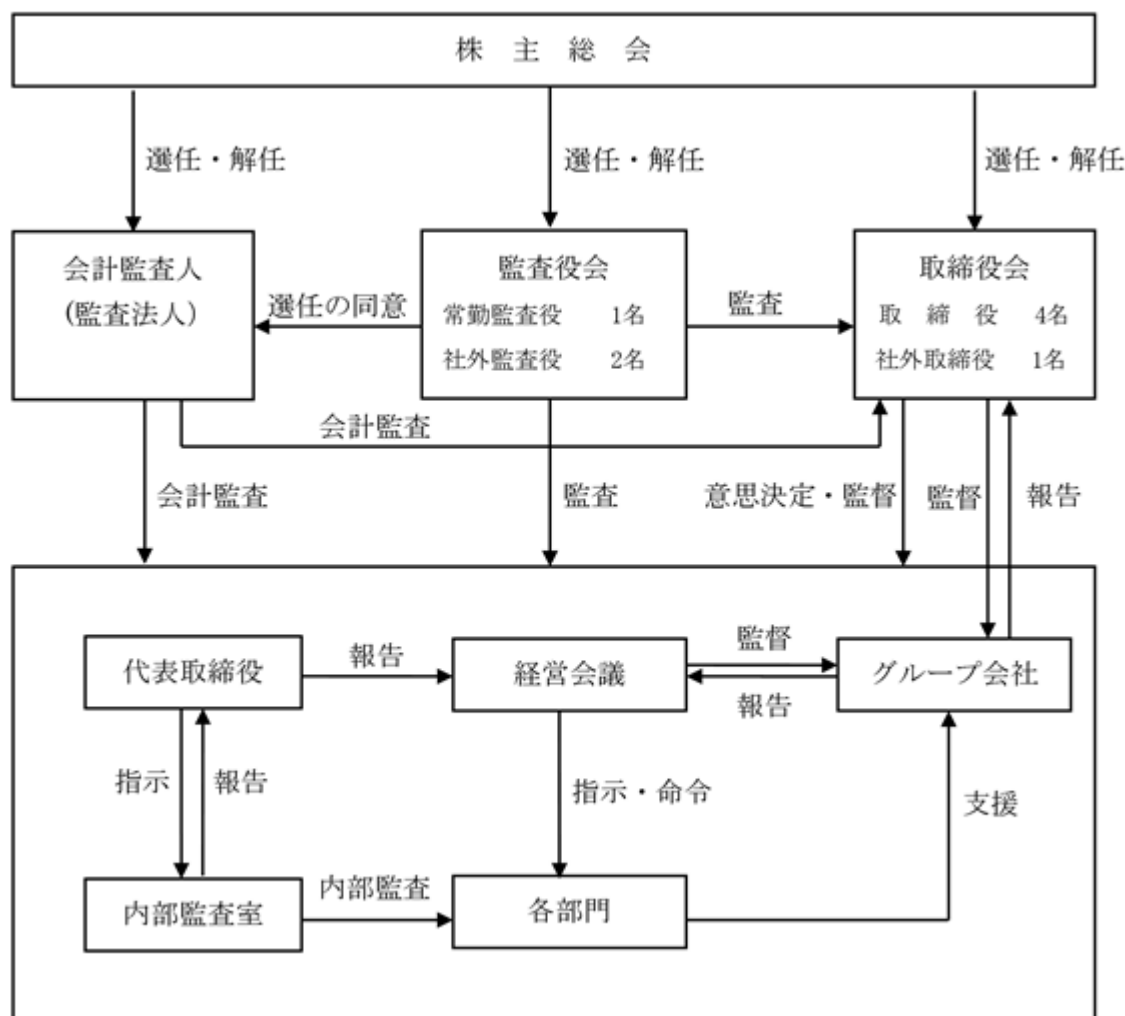 株 主 総 会
選任・解任
選任・解任
選任・解任
会計監査人
(監査法人)
選任の同意
監査役会
常勤監査役 1名
社外監査役 2名
監査
取締役会
取 締 役 4名
社外取締役 1名
会計監査
会計監査
監査
意思決定・監督
監督
報告
代表取締役
報告
経営会議
監督
報告
グループ会社
指示
報告
指示・命令
支援
内部監査室
内部監査
各部門